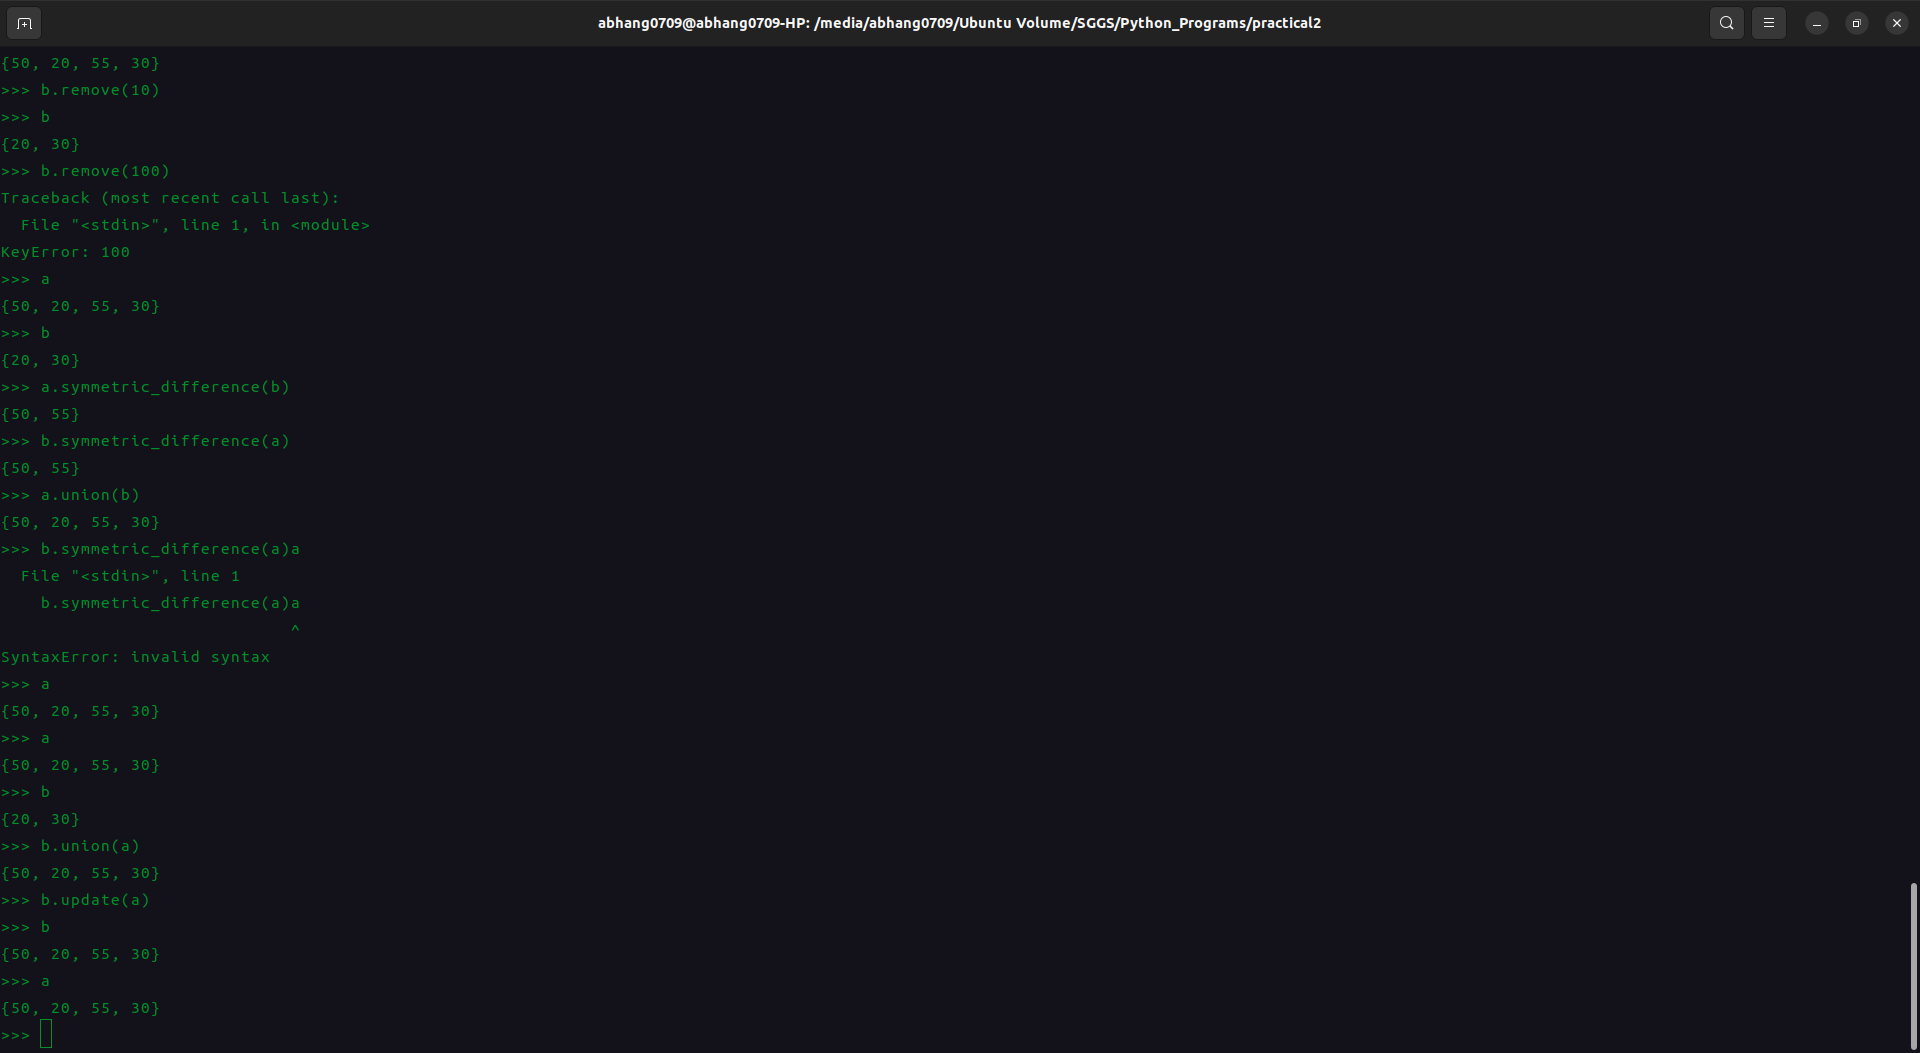 abhang0709@abhang0709-HP: /media/abhang0709/Ubuntu Volume/SGGS/Python_Programs/practical2
{50, 20, 55, 30}
>>> b.remove(10)
>>> b
{20, 30}
>>> b.remove(100)
Traceback (most recent call last):
  File "<stdin>", line 1, in <module>
KeyError: 100
>>> a
{50, 20, 55, 30}
>>> b
{20, 30}
>>> a.symmetric_difference(b)
{50, 55}
>>> b.symmetric_difference(a)
{50, 55}
>>> a.union(b)
{50, 20, 55, 30}
>>> b.symmetric_difference(a)a
  File "<stdin>", line 1
    b.symmetric_difference(a)a
                             ^
SyntaxError: invalid syntax
>>> a
{50, 20, 55, 30}
>>> a
{50, 20, 55, 30}
>>> b
{20, 30}
>>> b.union(a)
{50, 20, 55, 30}
>>> b.update(a)
>>> b
{50, 20, 55, 30}
>>> a
{50, 20, 55, 30}
>>>